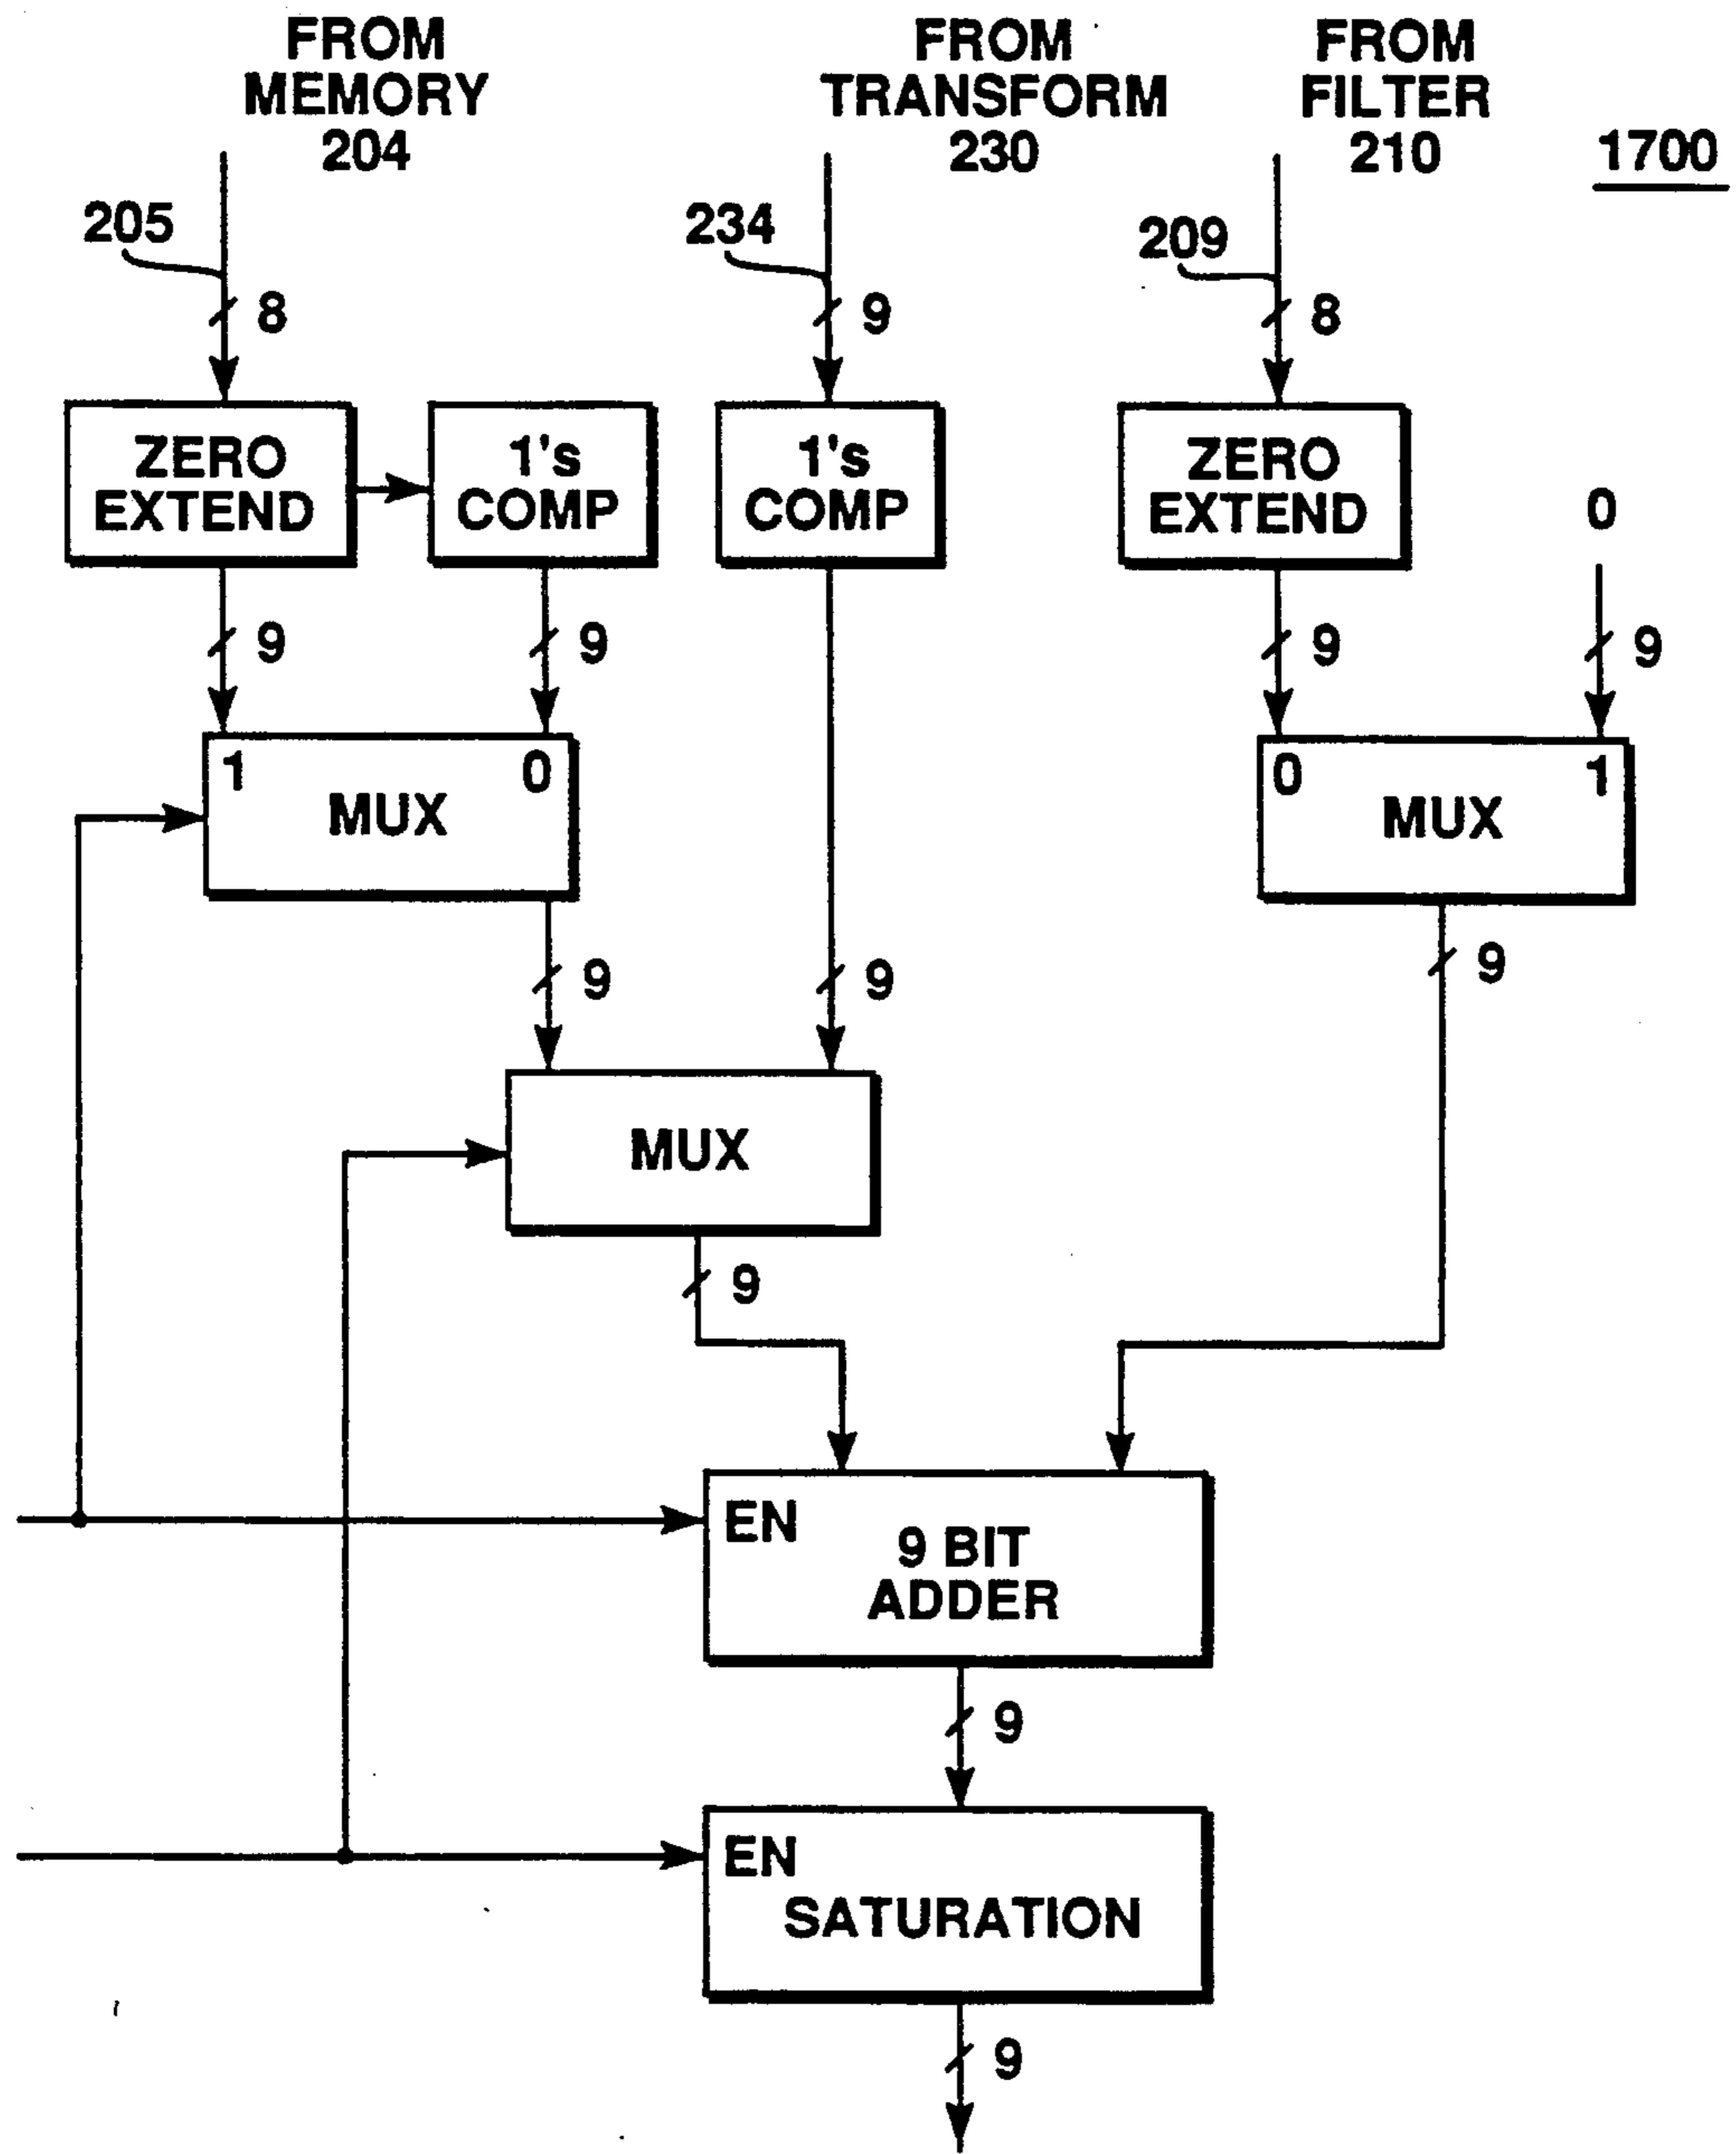 FROM
MEMORY
204
FROM
TRANSFORM
230
FROM
FILTER
210
1700
205
234
209
8
9
8
ZERO
EXTEND
1's
COMP
1's
COMP
ZERO
EXTEND
0
9
9
9
9
1
0
MUX
0
1
MUX
9
9
9
MUX
9
EN
9 BIT
ADDER
9
EN
SATURATION
9